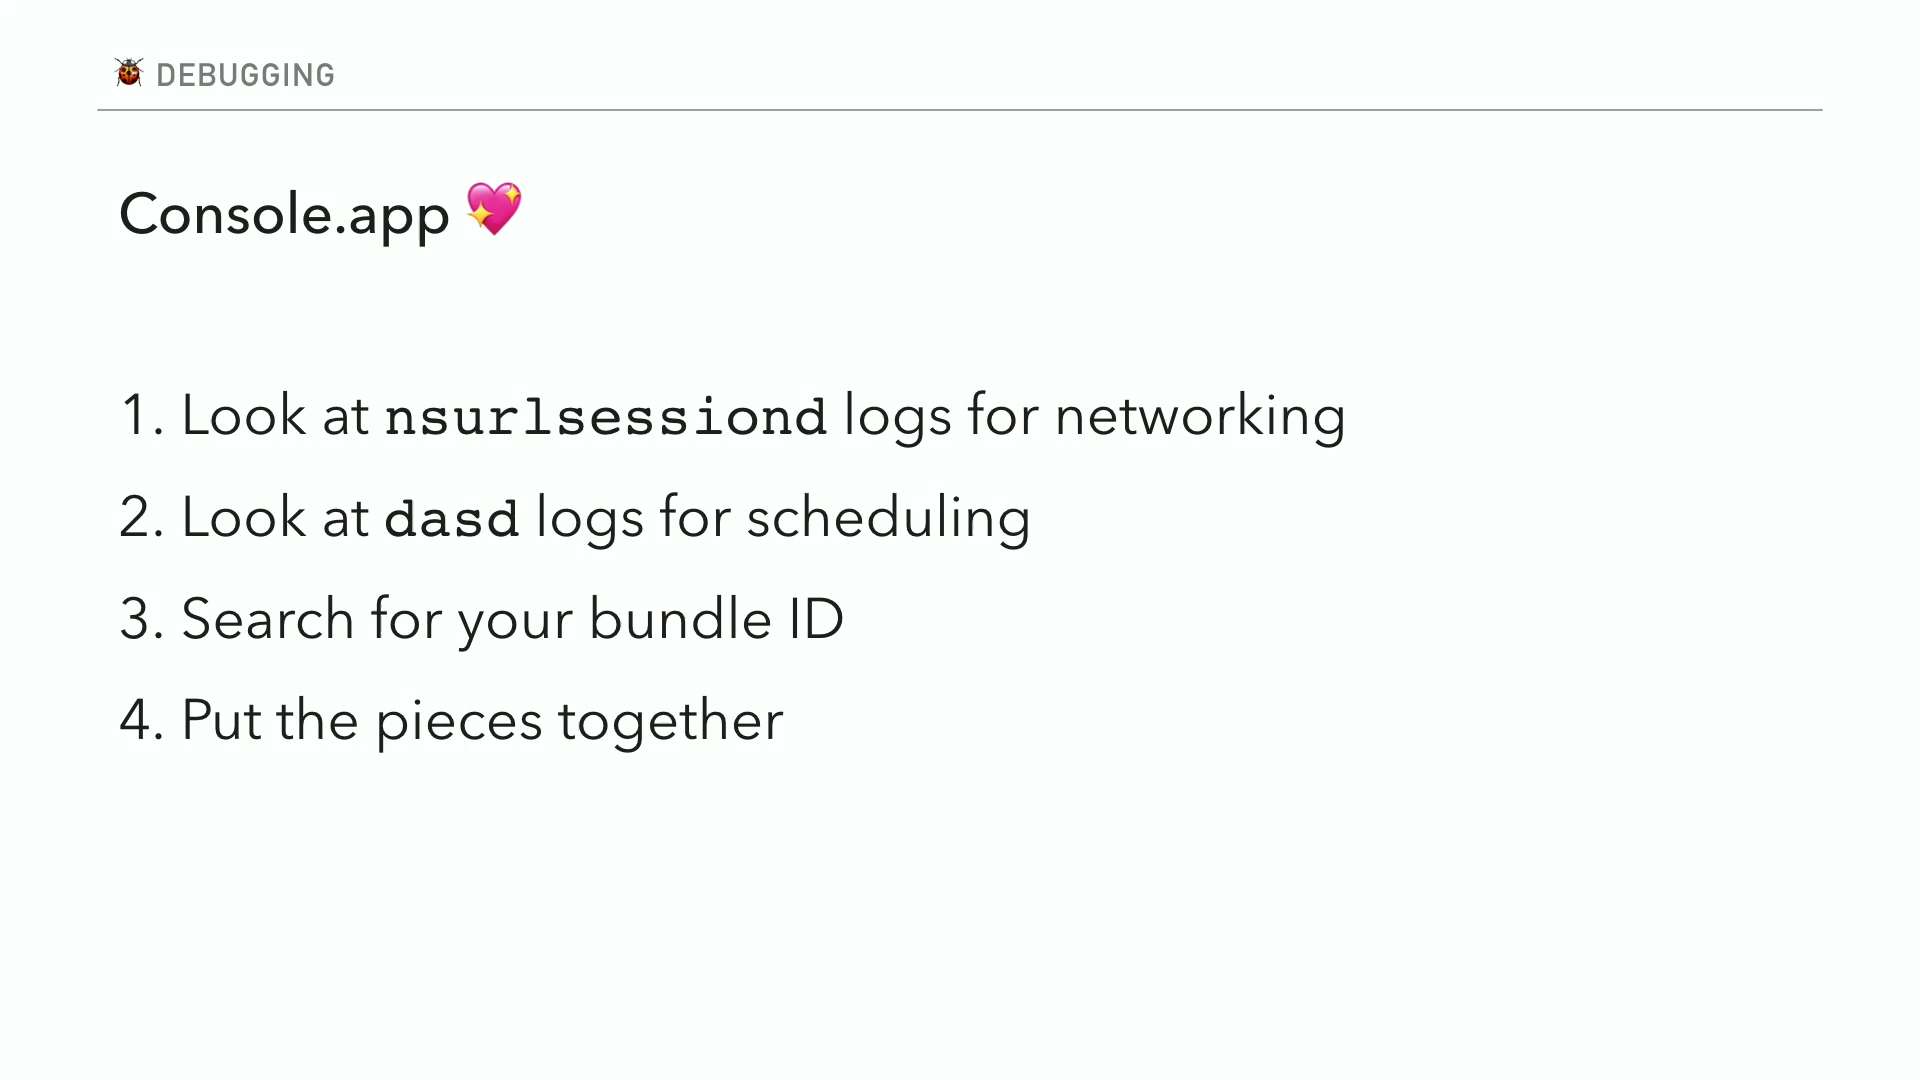 🐞 DEBUGGING
Console.app 💖
1. Look at nsurlsessiond logs for networking
2. Look at dasd logs for scheduling
3. Search for your bundle ID
4. Put the pieces together